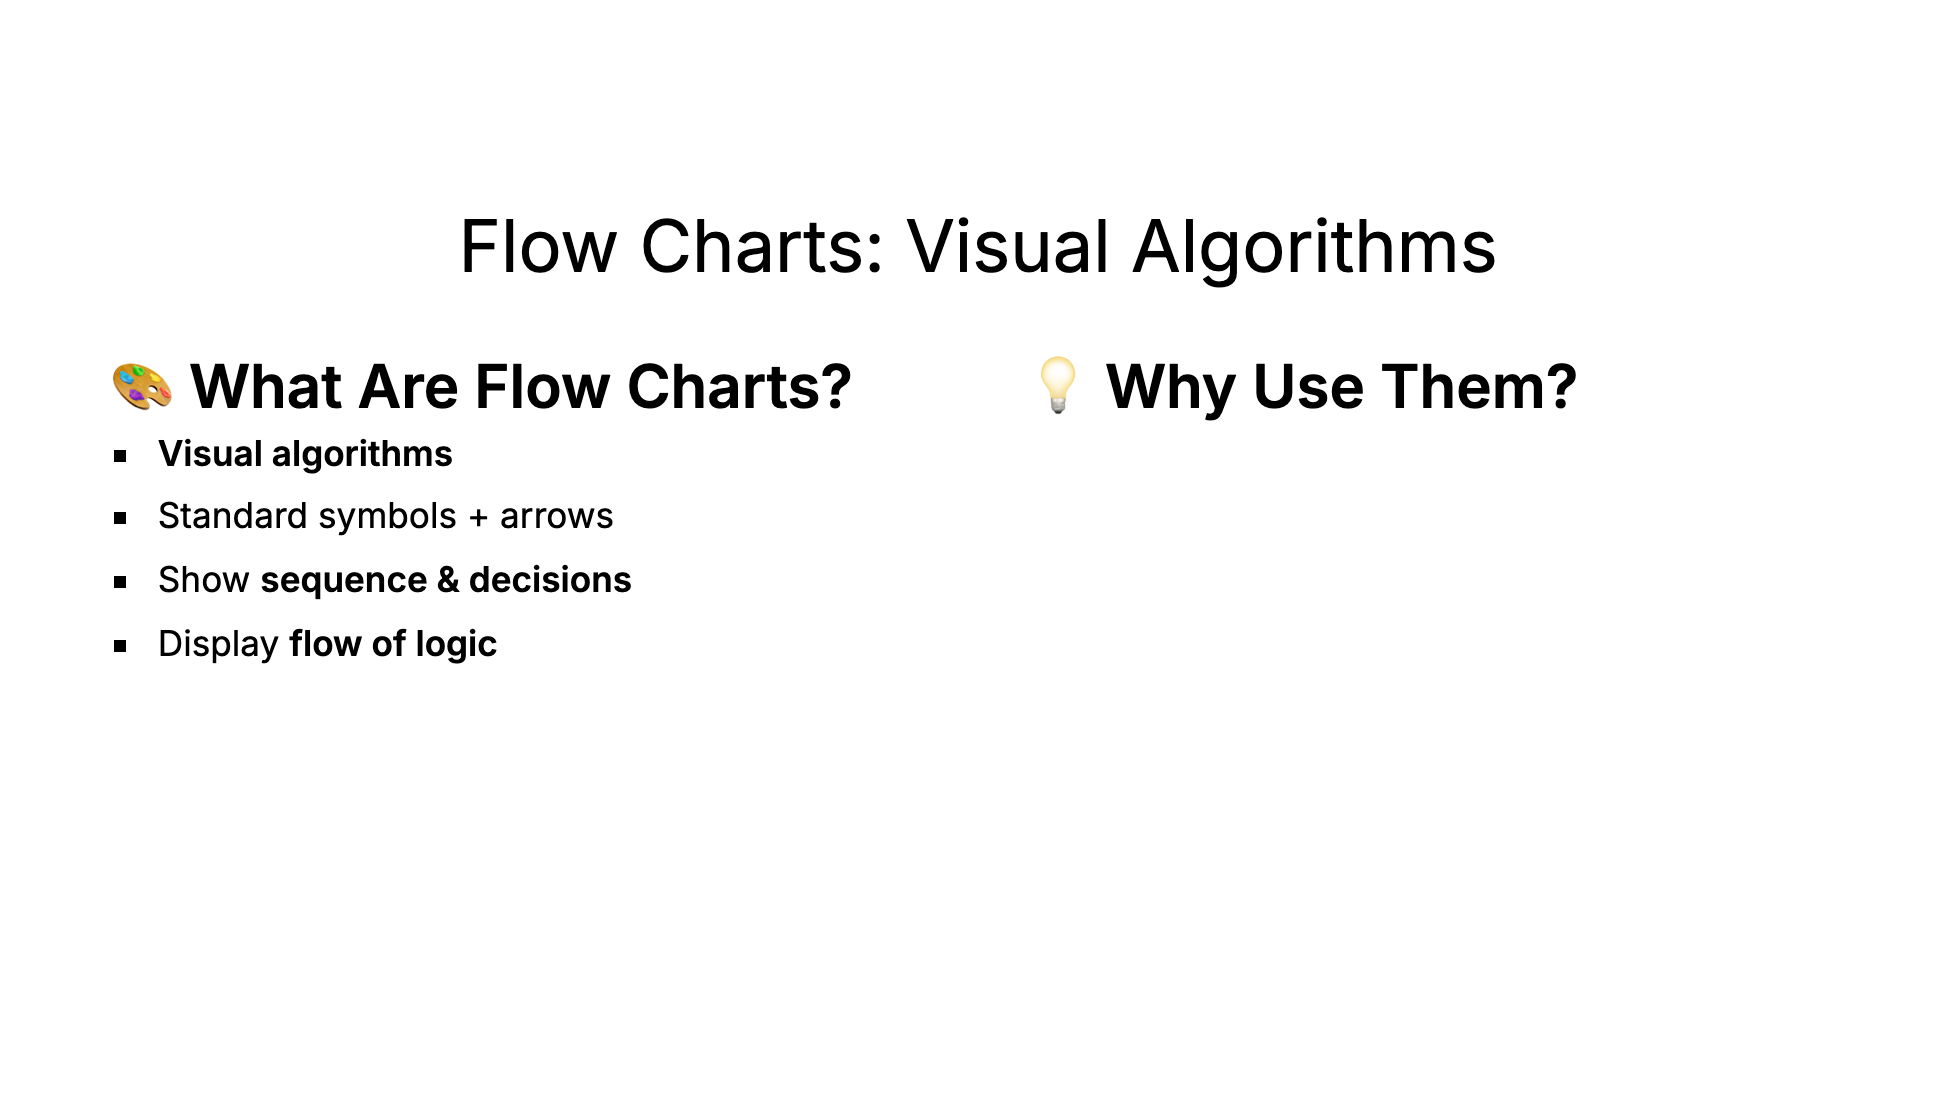 Flow Charts: Visual Algorithms
🎨 What Are Flow Charts?
▪ Visual algorithms
▪ Standard symbols + arrows
▪ Show sequence & decisions
▪ Display flow of logic
💡 Why Use Them?